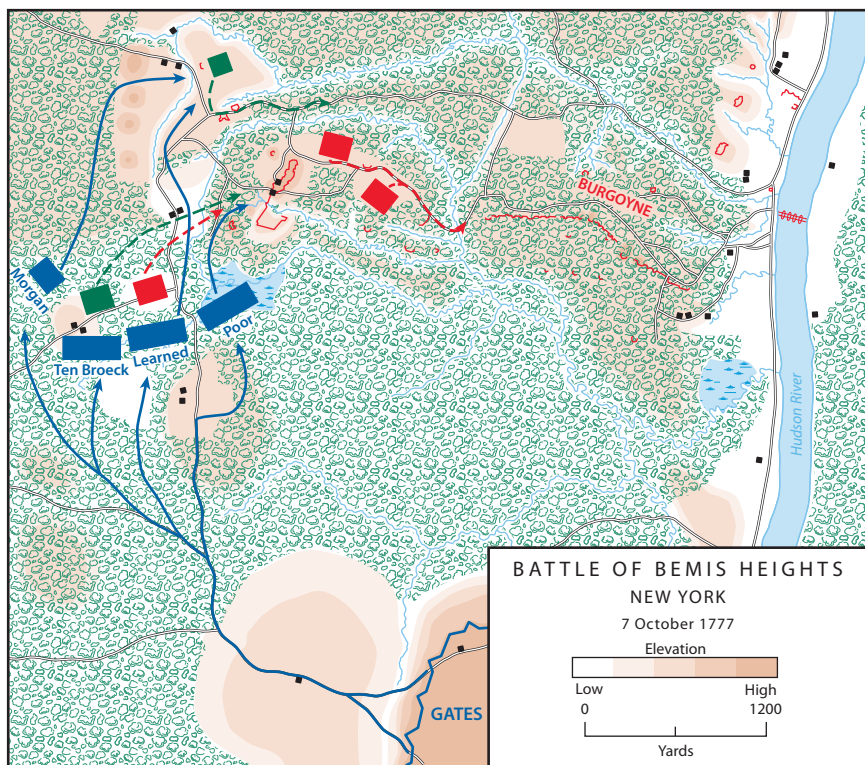 BURGOYNE
Morgan
Ten Broeck
Learned
Poor
Hudson River
GATES
BATTLE OF BEMIS HEIGHTS
NEW YORK
7 October 1777
Elevation
Low High
0 1200
Yards